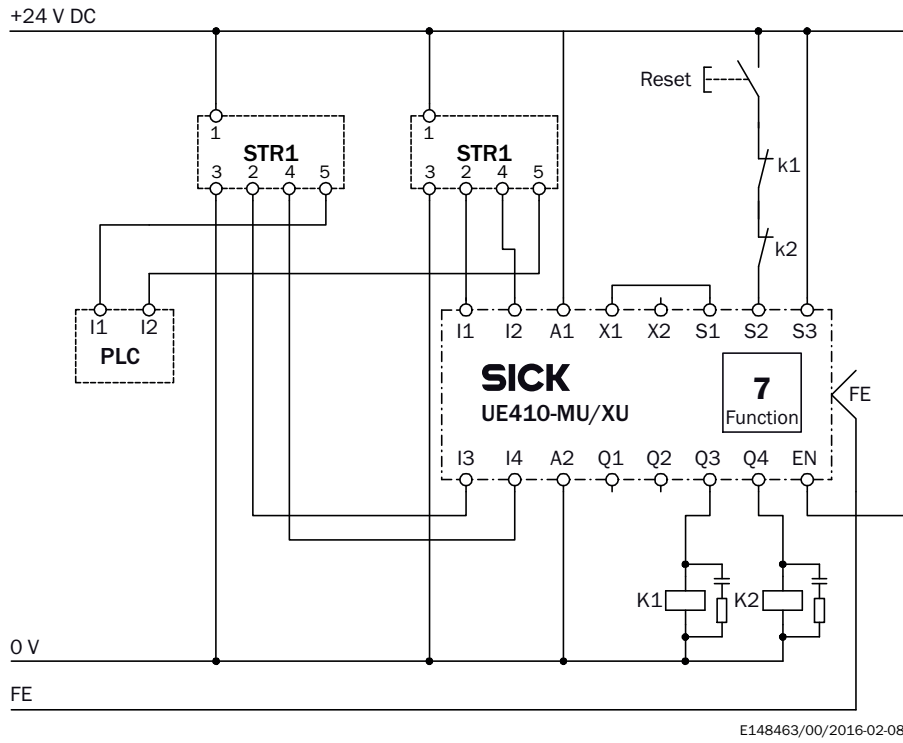 +24 V DC
Reset
1
STR1
3 2 4 5
1
STR1
3 2 4 5
k1
k2
I1 I2
PLC
I1 I2 A1 X1 X2 S1 S2 S3
SICK
UE410-MU/XU
7
Function
FE
I3 I4 A2 Q1 Q2 Q3 Q4 EN
K1
K2
0 V
FE
E148463/00/2016-02-08